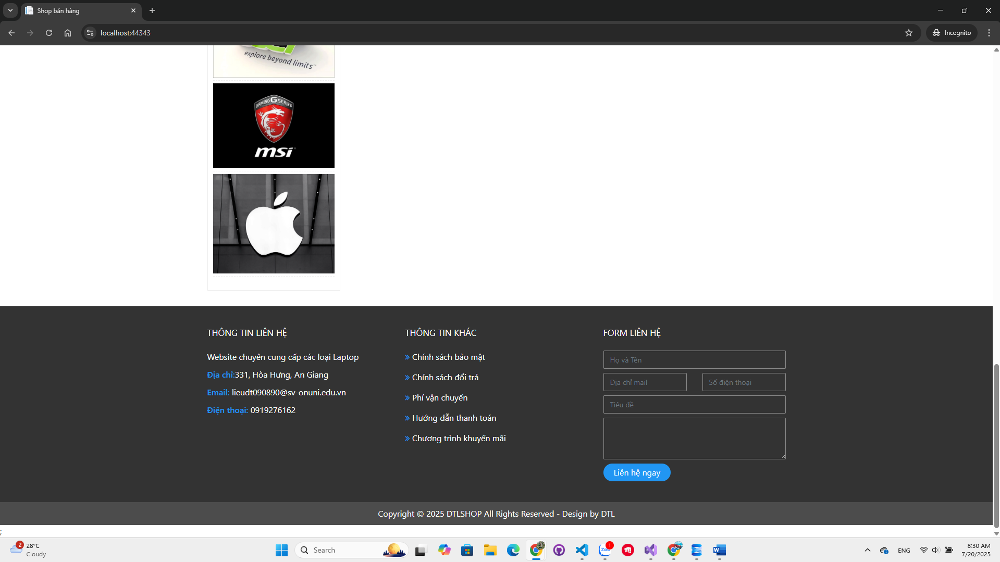 Shop bán hàng
localhost:44343
Incognito
explore beyond limits™
GAMING G SERIES
msi
THÔNG TIN LIÊN HỆ
Website chuyên cung cấp các loại Laptop
Địa chỉ:331, Hòa Hưng, An Giang
Email: lieudt090890@sv-onuni.edu.vn
Điện thoại: 0919276162
THÔNG TIN KHÁC
» Chính sách bảo mật
» Chính sách đổi trả
» Phí vận chuyển
» Hướng dẫn thanh toán
» Chương trình khuyến mãi
FORM LIÊN HỆ
Họ và Tên
Địa chỉ mail
Số điện thoại
Tiêu đề
Liên hệ ngay
Copyright © 2025 DTLSHOP All Rights Reserved - Design by DTL
;
2
28°C
Cloudy
Search
Zalo
1
W
ENG
8:30 AM
7/20/2025